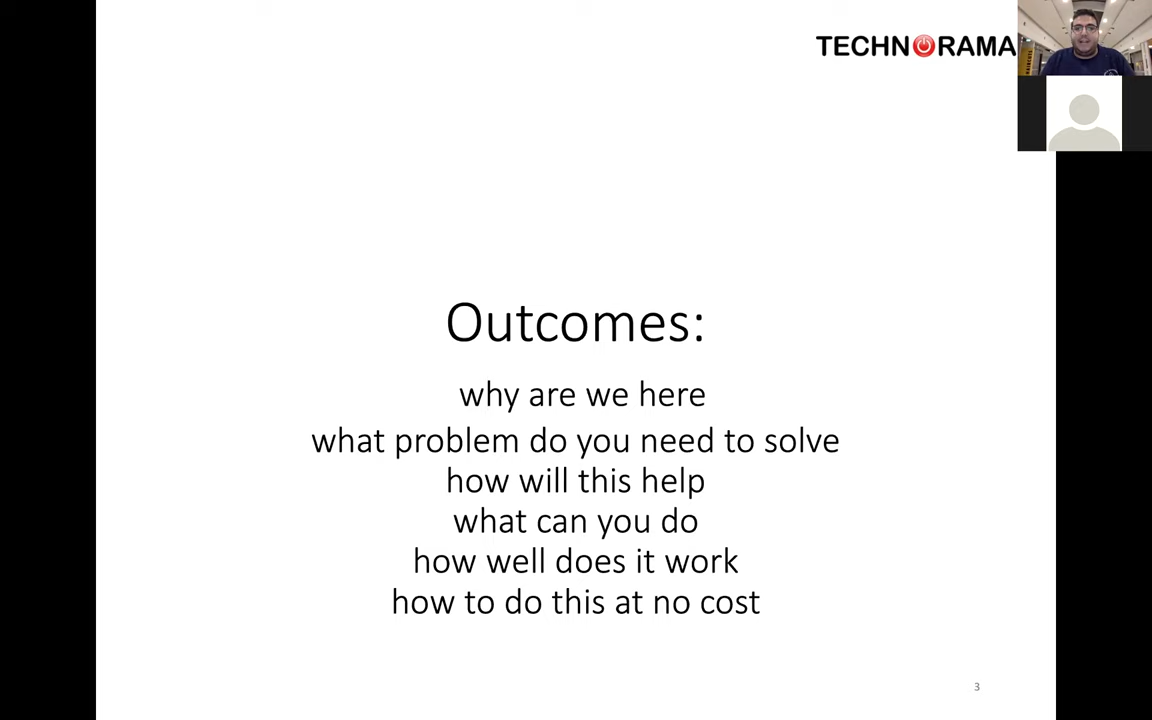 TECHNORAMA
Outcomes:
why are we here
what problem do you need to solve
how will this help
what can you do
how well does it work
how to do this at no cost
3